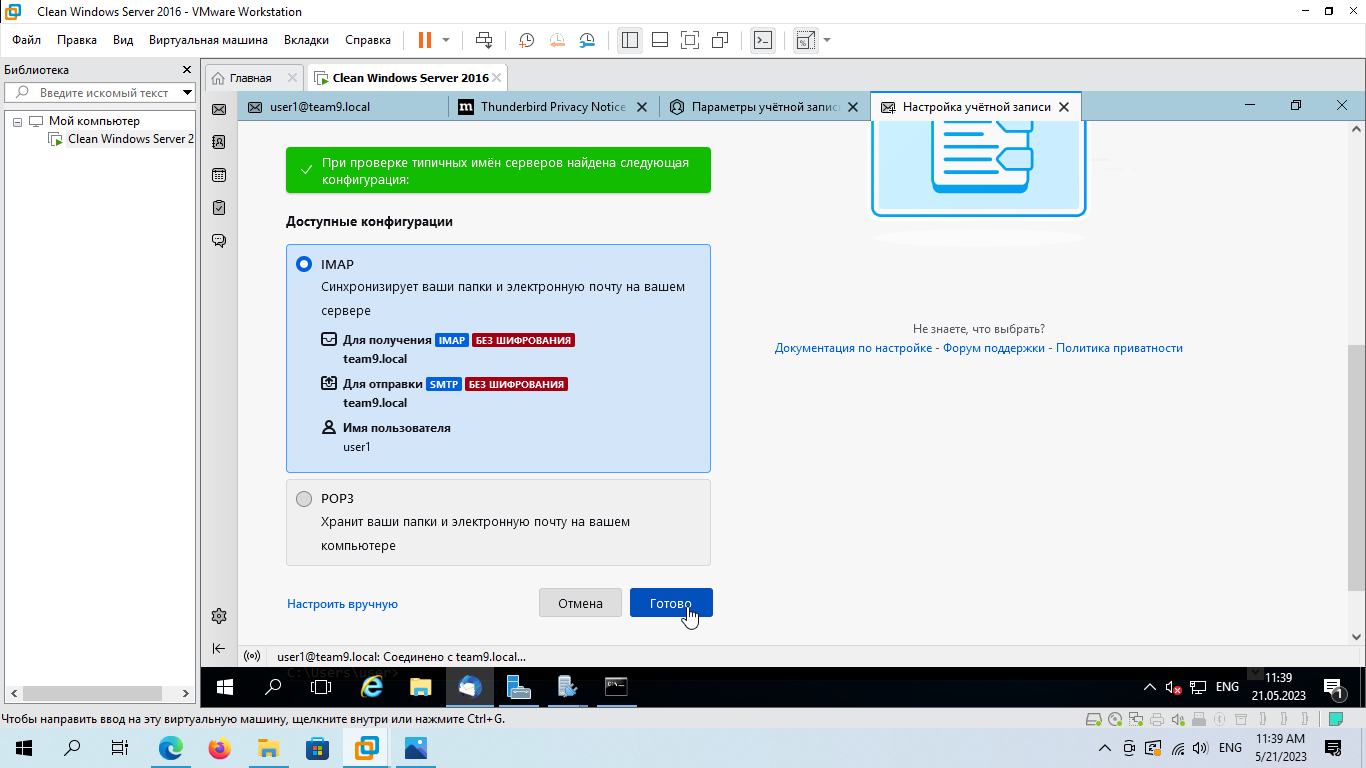 Clean Windows Server 2016 - VMware Workstation
Файл Правка Вид Виртуальная машина Вкладки Справка
Библиотека
Введите искомый текст
Мой компьютер
Clean Windows Server 2
Главная
Clean Windows Server 2016
user1@team9.local
Thunderbird Privacy Notice
Параметры учётной запис
Настройка учётной записи
При проверке типичных имён серверов найдена следующая
конфигурация:
Доступные конфигурации
IMAP
Синхронизирует ваши папки и электронную почту на вашем
сервере
Для получения IMAP БЕЗ ШИФРОВАНИЯ
team9.local
Для отправки SMTP БЕЗ ШИФРОВАНИЯ
team9.local
Имя пользователя
user1
POP3
Хранит ваши папки и электронную почту на вашем
компьютере
Настроить вручную
Отмена
Готово
Не знаете, что выбрать?
Документация по настройке - Форум поддержки - Политика приватности
user1@team9.local: Соединено с team9.local...
C:\Users\user>
ENG
11:39
21.05.2023
1
Чтобы направить ввод на эту виртуальную машину, щелкните внутри или нажмите Ctrl+G.
ENG
11:39 AM
5/21/2023